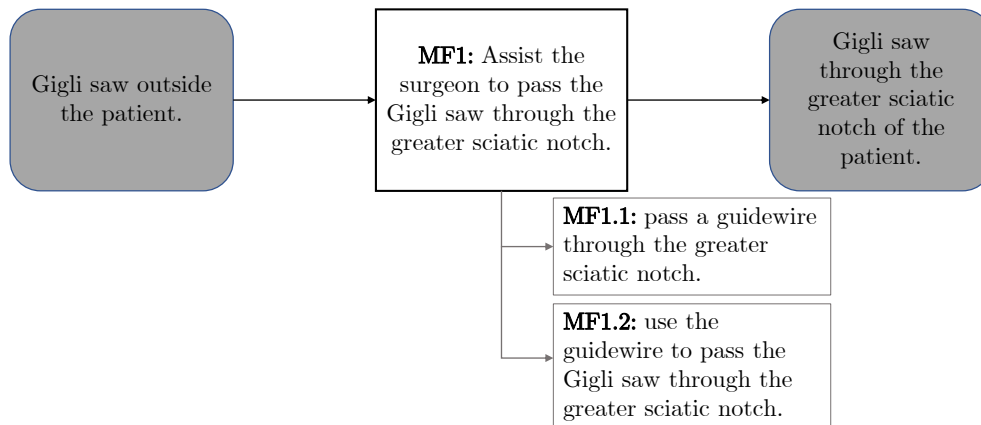 Gigli saw outside
the patient.
MF1: Assist the
surgeon to pass the
Gigli saw through the
greater sciatic notch.
Gigli saw
through the
greater sciatic
notch of the
patient.
MF1.1: pass a guidewire
through the greater
sciatic notch.
MF1.2: use the
guidewire to pass the
Gigli saw through the
greater sciatic notch.